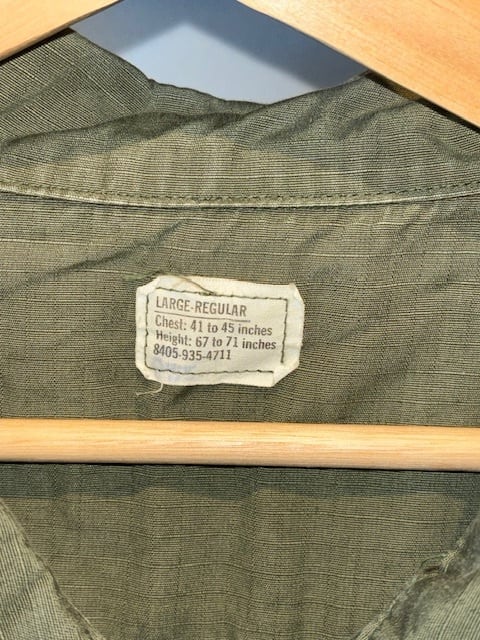 LARGE-REGULAR
Chest: 41 to 45 inches
Height: 67 to 71 inches
8405-935-4711